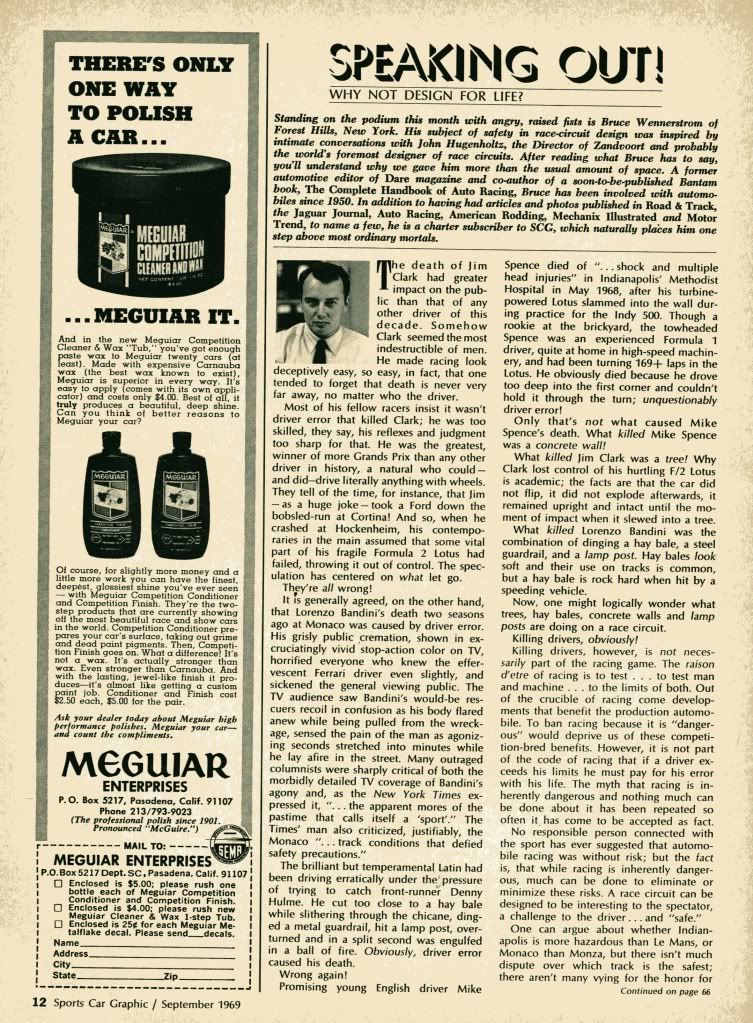 THERE'S ONLY
ONE WAY
TO POLISH
A CAR...
MEGUIAR
MEGUIAR
COMPETITION
CLEANER AND WAX
...MEGUIAR IT.
And in the new Meguiar Competition
Cleaner & Wax "Tub," you've got enough
paste wax to Meguiar twenty cars (at
least). Made with expensive Carnauba
wax (the best wax known to exist),
Meguiar is superior in every way. It's
easy to apply (comes with its own appli-
cator) and costs only $4.00. Best of all, it
truly produces a beautiful, deep shine.
Can you think of better reasons to
Meguiar your car?
MEGUIAR
MEGUIAR
Of course, for slightly more money and a
little more work you can have the finest,
deepest, glossiest shine you've ever seen
— with Meguiar Competition Conditioner
and Competition Finish. They're the two-
step products that are currently showing
off the most beautiful race and show cars
in the world. Competition Conditioner pre-
pares your car's surface, taking out grime
and dead paint pigments. Then, Competi-
tion Finish goes on. What a difference! It's
not a wax. It's actually stronger than
wax. Even stronger than Carnauba. And
with the lasting, jewel-like finish it pro-
duces—it's almost like getting a custom
paint job. Conditioner and Finish cost
$2.50 each, $5.00 for the pair.
Ask your dealer today about Meguiar high
performance polishes. Meguiar your car—
and count the compliments.
MEGUIAR
ENTERPRISES
P. O. Box 5217, Pasadena, Calif. 91107
Phone 213/793-9023
(The professional polish since 1901.
Pronounced "McGuire.")
SEMA
MAIL TO:
MEGUIAR ENTERPRISES
P.O. Box 5217 Dept. SC, Pasadena, Calif. 91107
Enclosed is $5.00; please rush one
bottle each of Meguiar Competition
Conditioner and Competition Finish.
Enclosed is $4.00; please rush new
Meguiar Cleaner & Wax 1-step Tub.
Enclosed is 25¢ for each Meguiar Me-
talflake decal. Please send___decals.
Name
Address
City
State Zip
12 Sports Car Graphic / September 1969
SPEAKING OUT!
WHY NOT DESIGN FOR LIFE?
Standing on the podium this month with angry, raised fists is Bruce Wennerstrom of
Forest Hills, New York. His subject of safety in race-circuit design was inspired by
intimate conversations with John Hugenholtz, the Director of Zandvoort and probably
the world's foremost designer of race circuits. After reading what Bruce has to say,
you'll understand why we gave him more than the usual amount of space. A former
automotive editor of Dare magazine and co-author of a soon-to-be-published Bantam
book, The Complete Handbook of Auto Racing, Bruce has been involved with automo-
biles since 1950. In addition to having had articles and photos published in Road & Track,
the Jaguar Journal, Auto Racing, American Rodding, Mechanix Illustrated and Motor
Trend, to name a few, he is a charter subscriber to SCG, which naturally places him one
step above most ordinary mortals.
The death of Jim
Clark had greater
impact on the pub-
lic than that of any
other driver of this
decade. Somehow
Clark seemed the most
indestructible of men.
He made racing look
deceptively easy, so easy, in fact, that one
tended to forget that death is never very
far away, no matter who the driver.
Most of his fellow racers insist it wasn't
driver error that killed Clark; he was too
skilled, they say, his reflexes and judgment
too sharp for that. He was the greatest,
winner of more Grands Prix than any other
driver in history, a natural who could—
and did—drive literally anything with wheels.
They tell of the time, for instance, that Jim
—as a huge joke—took a Ford down the
bobsled-run at Cortina! And so, when he
crashed at Hockenheim, his contempo-
raries in the main assumed that some vital
part of his fragile Formula 2 Lotus had
failed, throwing it out of control. The spec-
ulation has centered on what let go.
They're all wrong!
It is generally agreed, on the other hand,
that Lorenzo Bandini's death two seasons
ago at Monaco was caused by driver error.
His grisly public cremation, shown in ex-
cruciatingly vivid stop-action color on TV,
horrified everyone who knew the effer-
vescent Ferrari driver even slightly, and
sickened the general viewing public. The
TV audience saw Bandini's would-be res-
cuers recoil in confusion as his body flared
anew while being pulled from the wreck-
age, sensed the pain of the man as agoniz-
ing seconds stretched into minutes while
he lay afire in the street. Many outraged
columnists were sharply critical of both the
morbidly detailed TV coverage of Bandini's
agony and, as the New York Times ex-
pressed it, "...the apparent mores of the
pastime that calls itself a 'sport'." The
Times' man also criticized, justifiably, the
Monaco "...track conditions that defied
safety precautions."
The brilliant but temperamental Latin had
been driving erratically under the pressure
of trying to catch front-runner Denny
Hulme. He cut too close to a hay bale
while slithering through the chicane, ding-
ed a metal guardrail, hit a lamp post, over-
turned and in a split second was engulfed
in a ball of fire. Obviously, driver error
caused his death.
Wrong again!
Promising young English driver Mike
Spence died of "...shock and multiple
head injuries" in Indianapolis' Methodist
Hospital in May 1968, after his turbine-
powered Lotus slammed into the wall dur-
ing practice for the Indy 500. Though a
rookie at the brickyard, the towheaded
Spence was an experienced Formula 1
driver, quite at home in high-speed machin-
ery, and had been turning 169+ laps in the
Lotus. He obviously died because he drove
too deep into the first corner and couldn't
hold it through the turn; unquestionably
driver error!
Only that's not what caused Mike
Spence's death. What killed Mike Spence
was a concrete wall!
What killed Jim Clark was a tree! Why
Clark lost control of his hurtling F/2 Lotus
is academic; the facts are that the car did
not flip, it did not explode afterwards, it
remained upright and intact until the mo-
ment of impact when it slewed into a tree.
What killed Lorenzo Bandini was the
combination of dinging a hay bale, a steel
guardrail, and a lamp post. Hay bales look
soft and their use on tracks is common,
but a hay bale is rock hard when hit by a
speeding vehicle.
Now, one might logically wonder what
trees, hay bales, concrete walls and lamp
posts are doing on a race circuit.
Killing drivers, obviously!
Killing drivers, however, is not neces-
sarily part of the racing game. The raison
d'etre of racing is to test . . . to test man
and machine . . . to the limits of both. Out
of the crucible of racing come develop-
ments that benefit the production automo-
bile. To ban racing because it is "danger-
ous" would deprive us of these competi-
tion-bred benefits. However, it is not part
of the code of racing that if a driver ex-
ceeds his limits he must pay for his error
with his life. The myth that racing is in-
herently dangerous and nothing much can
be done about it has been repeated so
often it has come to be accepted as fact.
No responsible person connected with
the sport has ever suggested that automo-
bile racing was without risk; but the fact
is, that while racing is inherently danger-
ous, much can be done to eliminate or
minimize these risks. A race circuit can be
designed to be interesting to the spectator,
a challenge to the driver...and "safe."
One can argue about whether Indian-
apolis is more hazardous than Le Mans, or
Monaco than Monza, but there isn't much
dispute over which track is the safest;
there aren't many vying for the honor for
Continued on page 66